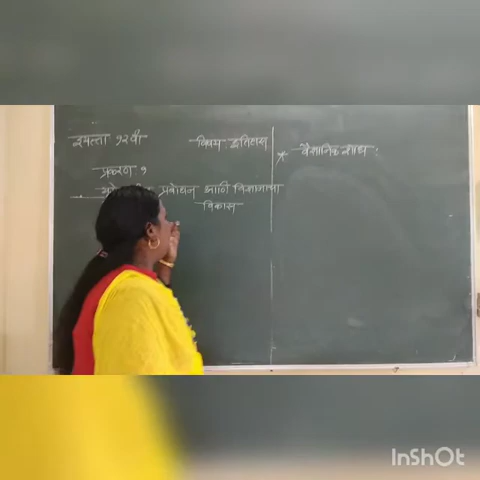 इयत्ता १२वी
विषय इतिहास
प्रकरण १
प्रबोधन आणि विज्ञानाचा
विकास
* वैज्ञानिक शोध :
InShOt